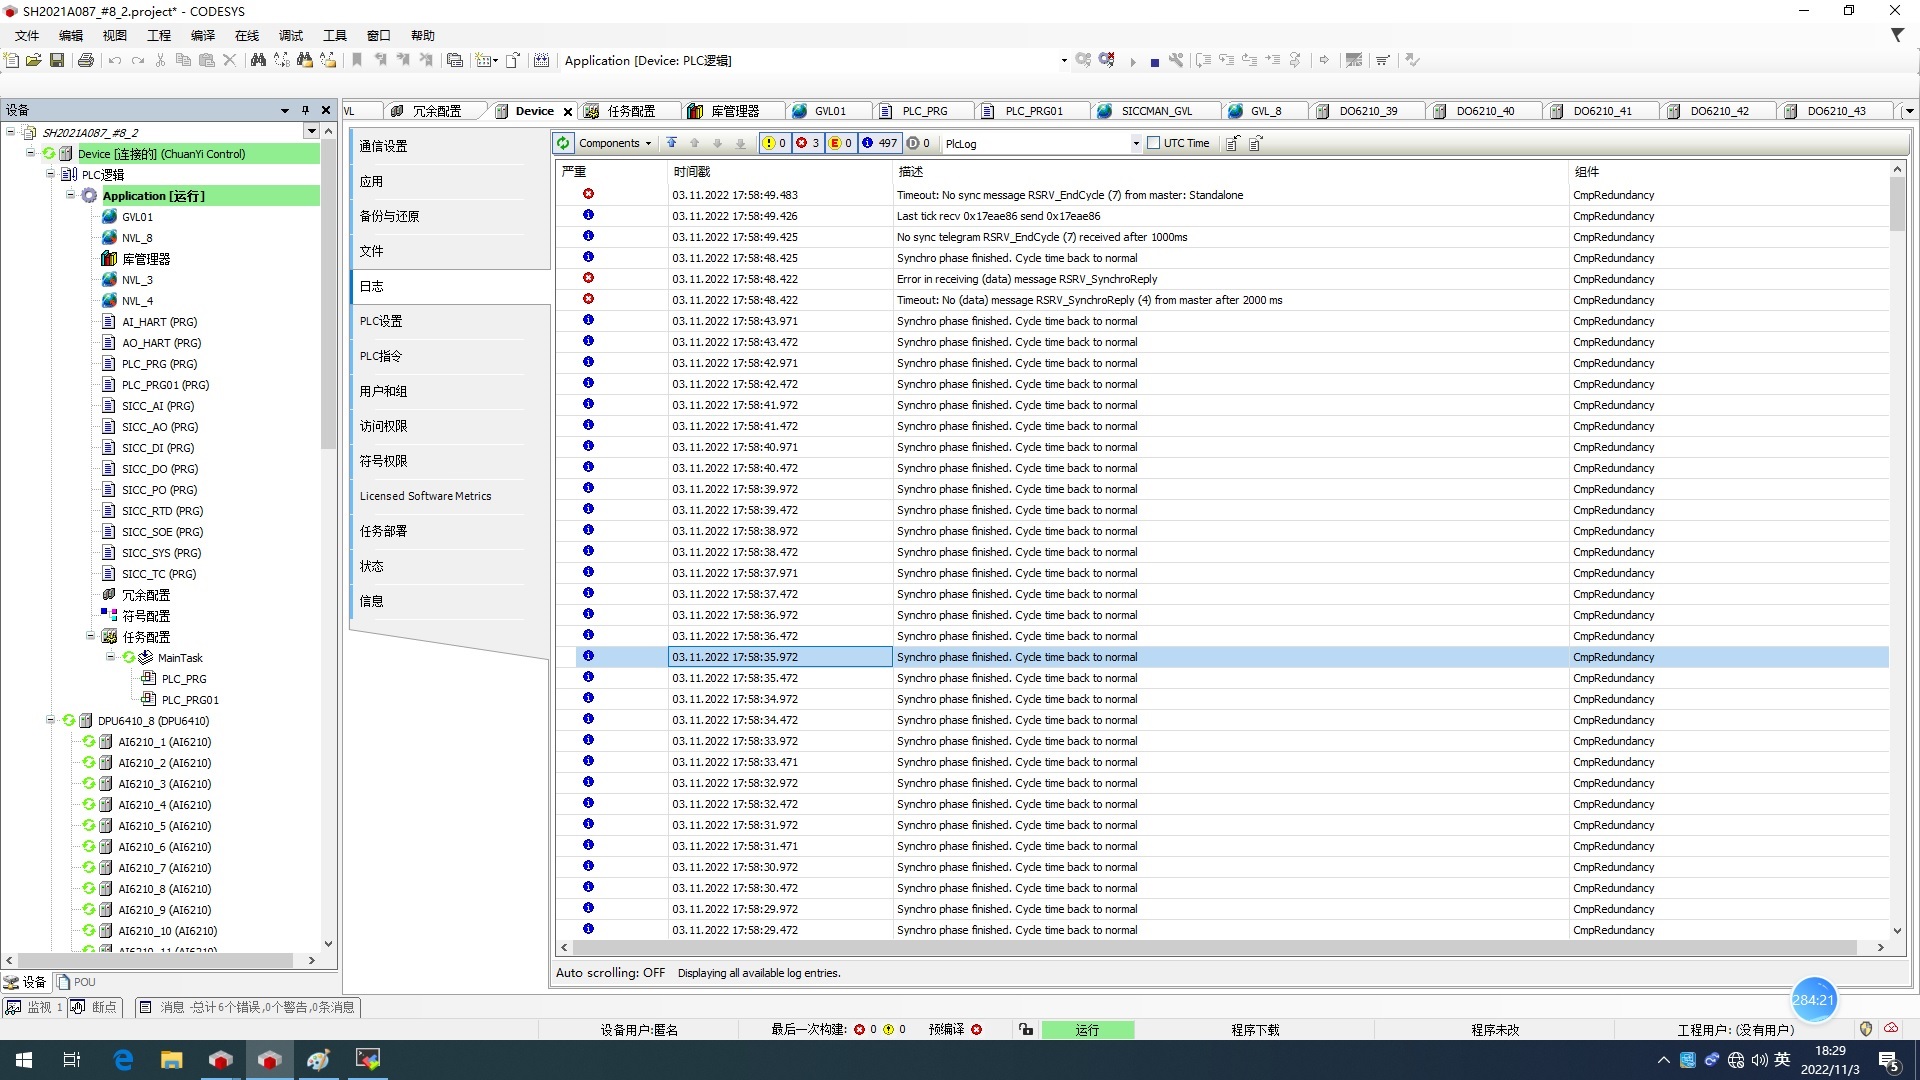 SH2021A087_#8_2.project* - CODESYS
文件 编辑 视图 工程 编译 在线 调试 工具 窗口 帮助
Application [Device: PLC逻辑]
设备
VL 冗余配置 Device 任务配置 库管理器 GVL01 PLC_PRG PLC_PRG01 SICCMAN_GVL GVL_8 DO6210_39 DO6210_40 DO6210_41 DO6210_42 DO6210_43
SH2021A087_#8_2
Device [连接的] (ChuanYi Control)
PLC逻辑
Application [运行]
GVL01
NVL_8
库管理器
NVL_3
NVL_4
AI_HART (PRG)
AO_HART (PRG)
PLC_PRG (PRG)
PLC_PRG01 (PRG)
SICC_AI (PRG)
SICC_AO (PRG)
SICC_DI (PRG)
SICC_DO (PRG)
SICC_PO (PRG)
SICC_RTD (PRG)
SICC_SOE (PRG)
SICC_SYS (PRG)
SICC_TC (PRG)
冗余配置
符号配置
任务配置
MainTask
PLC_PRG
PLC_PRG01
DPU6410_8 (DPU6410)
AI6210_1 (AI6210)
AI6210_2 (AI6210)
AI6210_3 (AI6210)
AI6210_4 (AI6210)
AI6210_5 (AI6210)
AI6210_6 (AI6210)
AI6210_7 (AI6210)
AI6210_8 (AI6210)
AI6210_9 (AI6210)
AI6210_10 (AI6210)
AI6210_11 (AI6210)
设备 POU
通信设置
应用
备份与还原
文件
日志
PLC设置
PLC指令
用户和组
访问权限
符号权限
Licensed Software Metrics
任务部署
状态
信息
Components 0 3 E 0 497 D 0 PlcLog UTC Time
严重 时间戳 描述 组件
03.11.2022 17:58:49.483 Timeout: No sync message RSRV_EndCycle (7) from master: Standalone CmpRedundancy
03.11.2022 17:58:49.426 Last tick recv 0x17eae86 send 0x17eae86 CmpRedundancy
03.11.2022 17:58:49.425 No sync telegram RSRV_EndCycle (7) received after 1000ms CmpRedundancy
03.11.2022 17:58:48.425 Synchro phase finished. Cycle time back to normal CmpRedundancy
03.11.2022 17:58:48.422 Error in receiving (data) message RSRV_SynchroReply CmpRedundancy
03.11.2022 17:58:48.422 Timeout: No (data) message RSRV_SynchroReply (4) from master after 2000 ms CmpRedundancy
03.11.2022 17:58:43.971 Synchro phase finished. Cycle time back to normal CmpRedundancy
03.11.2022 17:58:43.472 Synchro phase finished. Cycle time back to normal CmpRedundancy
03.11.2022 17:58:42.971 Synchro phase finished. Cycle time back to normal CmpRedundancy
03.11.2022 17:58:42.472 Synchro phase finished. Cycle time back to normal CmpRedundancy
03.11.2022 17:58:41.972 Synchro phase finished. Cycle time back to normal CmpRedundancy
03.11.2022 17:58:41.472 Synchro phase finished. Cycle time back to normal CmpRedundancy
03.11.2022 17:58:40.971 Synchro phase finished. Cycle time back to normal CmpRedundancy
03.11.2022 17:58:40.472 Synchro phase finished. Cycle time back to normal CmpRedundancy
03.11.2022 17:58:39.972 Synchro phase finished. Cycle time back to normal CmpRedundancy
03.11.2022 17:58:39.472 Synchro phase finished. Cycle time back to normal CmpRedundancy
03.11.2022 17:58:38.972 Synchro phase finished. Cycle time back to normal CmpRedundancy
03.11.2022 17:58:38.472 Synchro phase finished. Cycle time back to normal CmpRedundancy
03.11.2022 17:58:37.971 Synchro phase finished. Cycle time back to normal CmpRedundancy
03.11.2022 17:58:37.472 Synchro phase finished. Cycle time back to normal CmpRedundancy
03.11.2022 17:58:36.972 Synchro phase finished. Cycle time back to normal CmpRedundancy
03.11.2022 17:58:36.472 Synchro phase finished. Cycle time back to normal CmpRedundancy
03.11.2022 17:58:35.972 Synchro phase finished. Cycle time back to normal CmpRedundancy
03.11.2022 17:58:35.472 Synchro phase finished. Cycle time back to normal CmpRedundancy
03.11.2022 17:58:34.972 Synchro phase finished. Cycle time back to normal CmpRedundancy
03.11.2022 17:58:34.472 Synchro phase finished. Cycle time back to normal CmpRedundancy
03.11.2022 17:58:33.972 Synchro phase finished. Cycle time back to normal CmpRedundancy
03.11.2022 17:58:33.471 Synchro phase finished. Cycle time back to normal CmpRedundancy
03.11.2022 17:58:32.972 Synchro phase finished. Cycle time back to normal CmpRedundancy
03.11.2022 17:58:32.472 Synchro phase finished. Cycle time back to normal CmpRedundancy
03.11.2022 17:58:31.972 Synchro phase finished. Cycle time back to normal CmpRedundancy
03.11.2022 17:58:31.471 Synchro phase finished. Cycle time back to normal CmpRedundancy
03.11.2022 17:58:30.972 Synchro phase finished. Cycle time back to normal CmpRedundancy
03.11.2022 17:58:30.472 Synchro phase finished. Cycle time back to normal CmpRedundancy
03.11.2022 17:58:29.972 Synchro phase finished. Cycle time back to normal CmpRedundancy
03.11.2022 17:58:29.472 Synchro phase finished. Cycle time back to normal CmpRedundancy
Auto scrolling: OFF Displaying all available log entries.
284:21
监视 1 断点 消息 -总计6个错误,0个警告,0条消息
设备用户:匿名 最后一次构建: 0 0 预编译 运行 程序下载 程序未改 工程用户: (没有用户)
英 18:29
2022/11/3 5